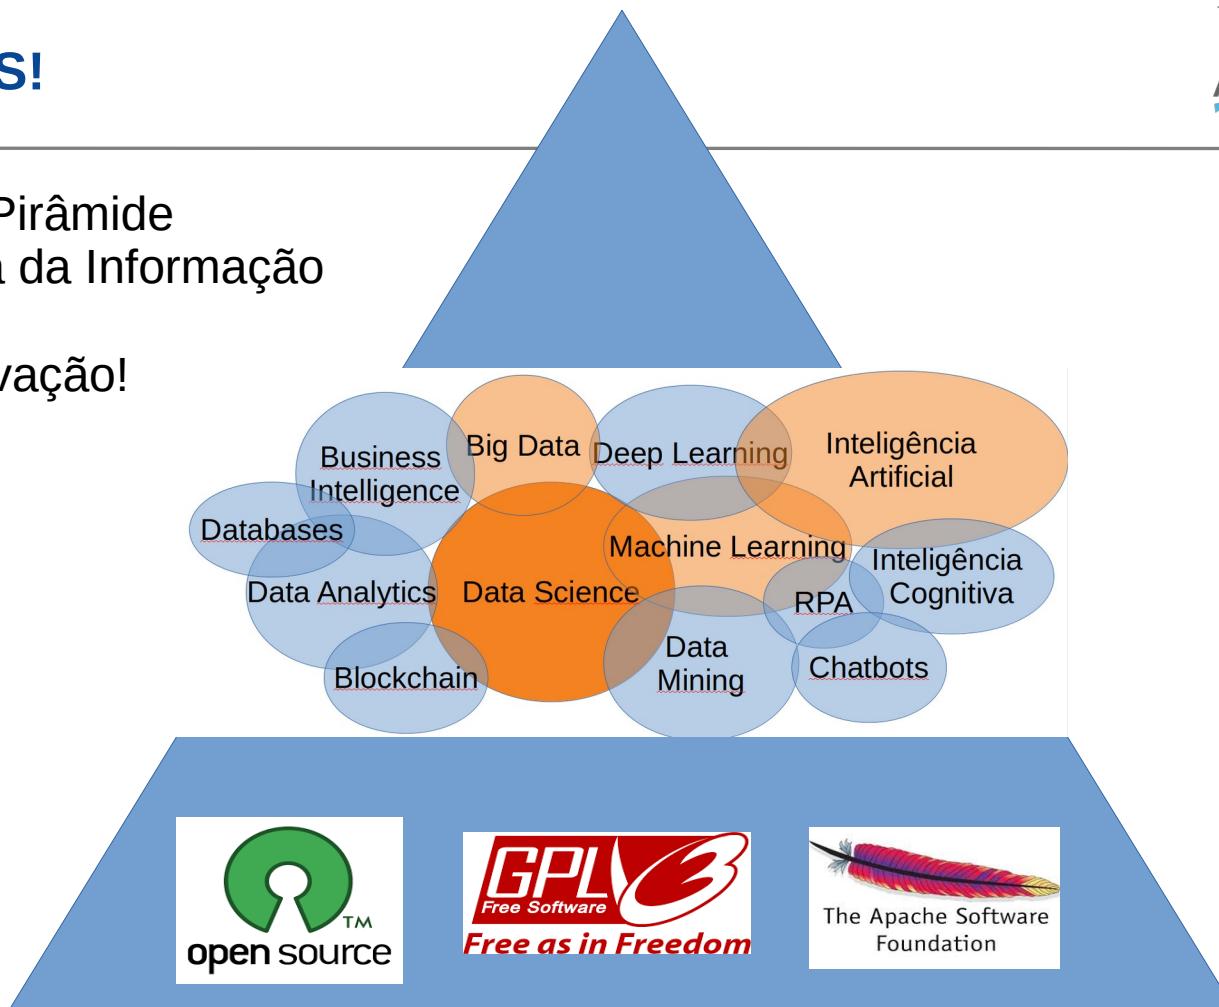 S!
Pirâmide
a da Informação
vação!
Big Data
Deep Learning
Inteligência
Artificial
Business
Intelligence
Databases
Machine Learning
Inteligência
Cognitiva
Data Analytics
Data Science
RPA
Data
Mining
Chatbots
Blockchain
TM
open source
GPLv3
Free Software
Free as in Freedom
The Apache Software
Foundation